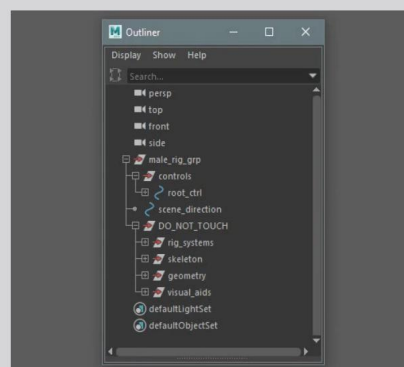 Outliner
Display Show Help
Search...
persp
top
front
side
male_rig_grp
controls
root_ctrl
scene_direction
DO_NOT_TOUCH
rig_systems
skeleton
geometry
visual_aids
defaultLightSet
defaultObjectSet